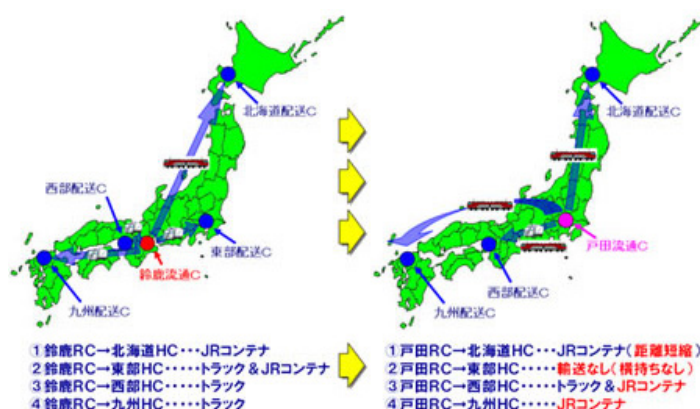 北海道配送C
西部配送C
東部配送C
鈴鹿流通C
九州配送C
①鈴鹿RC→北海道HC・・・JRコンテナ
②鈴鹿RC→東部HC・・・・・トラック&JRコンテナ
③鈴鹿RC→西部HC・・・・・トラック
④鈴鹿RC→九州HC・・・・・トラック
北海道配送C
戸田流通C
西部配送C
九州配送C
①戸田RC→北海道HC・・・JRコンテナ(距離短縮)
②戸田RC→東部HC・・・・・輸送なし(横持ちなし)
③戸田RC→西部HC・・・・・トラック&JRコンテナ
④戸田RC→九州HC・・・・・JRコンテナ